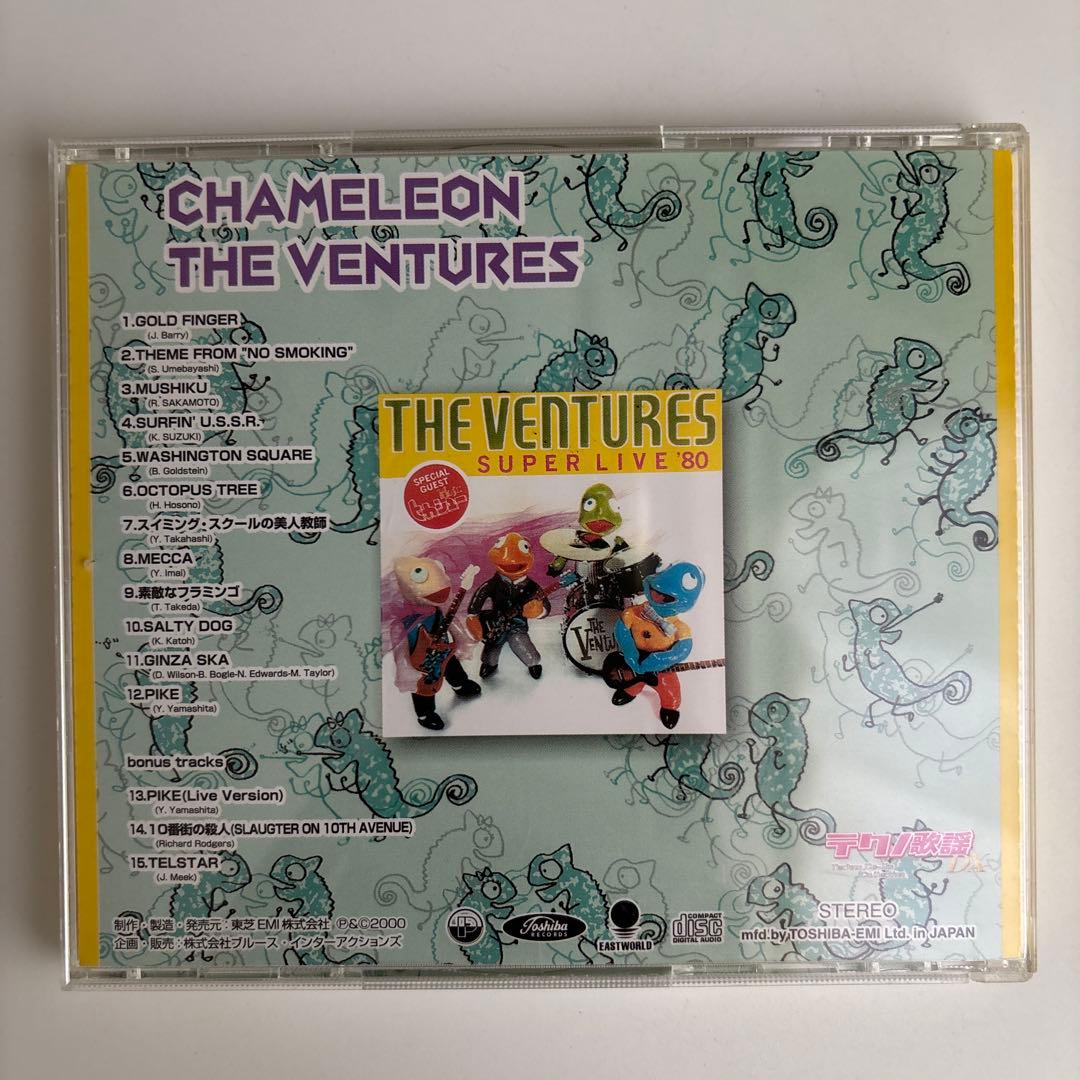 CHAMELEON
THE VENTURES
1.GOLD FINGER
(J. Barry)
2.THEME FROM "NO SMOKING"
(S. Umebayashi)
3.MUSHIKU
(R. SAKAMOTO)
4.SURFIN' U.S.S.R.
(K. SUZUKI)
5.WASHINGTON SQUARE
(B. Goldstein)
6.OCTOPUS TREE
(H. Hosono)
7.スイミング・スクールの美人教師
(Y. Takahashi)
8.MECCA
(Y. Imai)
9.素敵なフラミンゴ
(T. Takeda)
10.SALTY DOG
(K. Katoh)
11.GINZA SKA
(D. Wilson-B. Bogle-N. Edwards-M. Taylor)
12.PIKE
(Y. Yamashita)
bonus tracks
13.PIKE(Live Version)
(Y. Yamashita)
14.10番街の殺人(SLAUGTER ON 10TH AVENUE)
(Richard Rodgers)
15.TELSTAR
(J. Meek)
THE VENTURES
SUPER LIVE '80
SPECIAL
GUEST
THE
VENTU
テクノ歌謡
DX
制作・製造・発売元:東芝EMI株式会社 ℗&©2000
企画・販売:株式会社ブルース・インターアクションズ
Toshiba
RECORDS
EASTWORLD
COMPACT
disc
DIGITAL AUDIO
STEREO
mfd.by TOSHIBA-EMI Ltd. in JAPAN